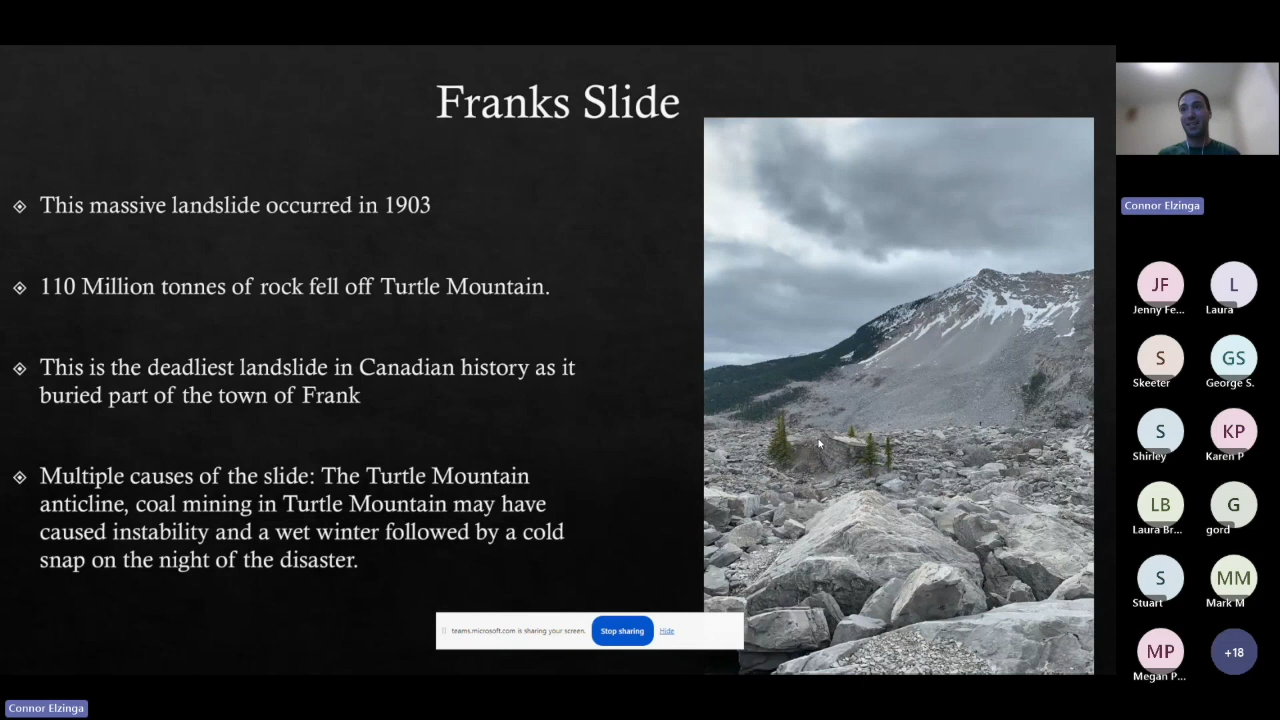 Franks Slide
This massive landslide occurred in 1903
110 Million tonnes of rock fell off Turtle Mountain.
This is the deadliest landslide in Canadian history as it
buried part of the town of Frank
Multiple causes of the slide: The Turtle Mountain
anticline, coal mining in Turtle Mountain may have
caused instability and a wet winter followed by a cold
snap on the night of the disaster.
teams.microsoft.com is sharing your screen.
Stop sharing
Hide
Connor Elzinga
JF
Jenny Fe...
L
Laura
S
Skeeter
GS
George S.
S
Shirley
KP
Karen P
LB
Laura Br...
G
gord
S
Stuart
MM
Mark M
MP
Megan P...
+18
Connor Elzinga